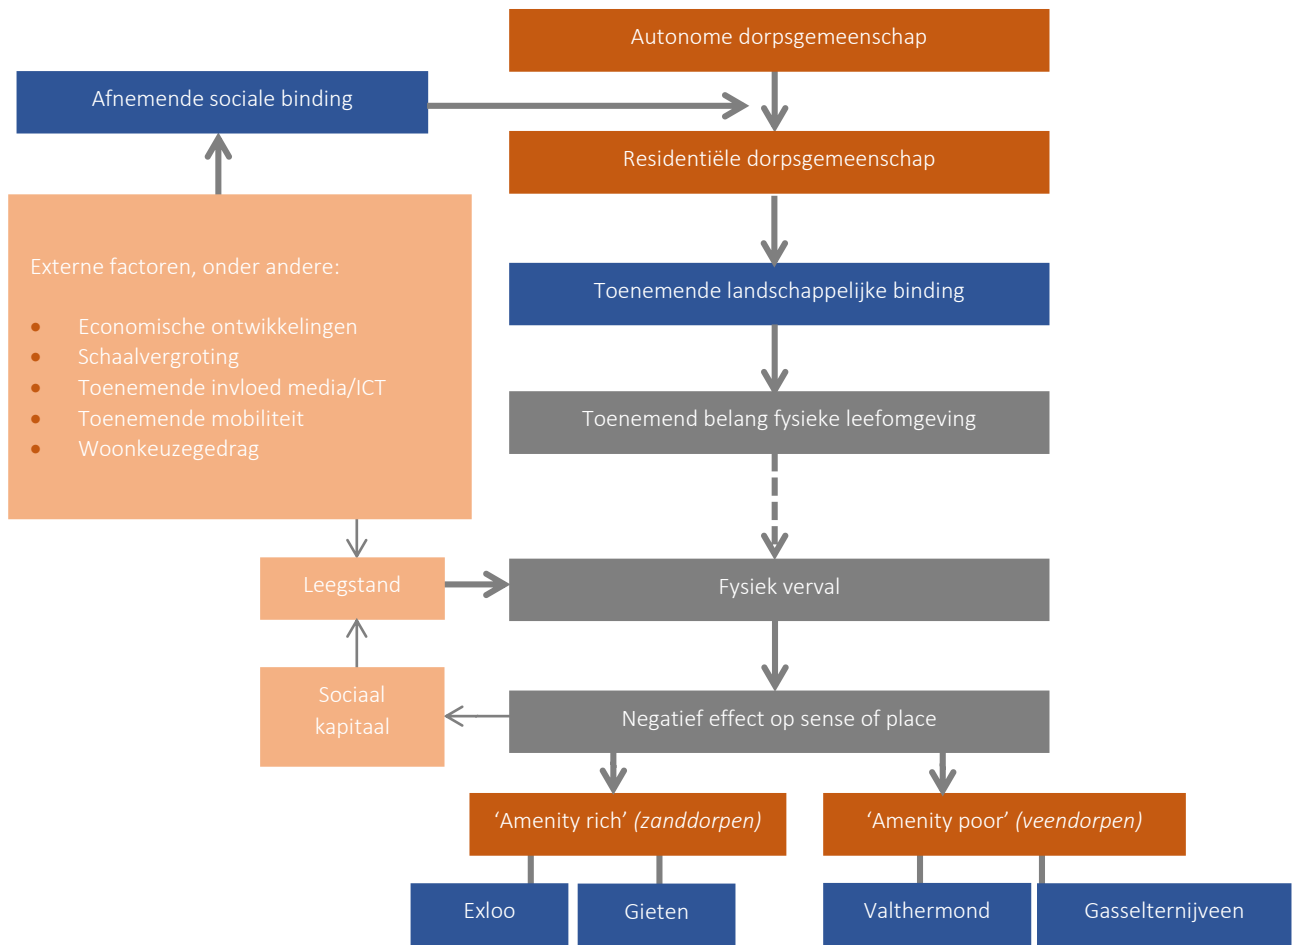 Autonome dorpsgemeenschap
Afnemende sociale binding
Residentiële dorpsgemeenschap
Externe factoren, onder andere:
• Economische ontwikkelingen
• Schaalvergroting
• Toenemende invloed media/ICT
• Toenemende mobiliteit
• Woonkeuzegedrag
Toenemende landschappelijke binding
Toenemend belang fysieke leefomgeving
Leegstand
Fysiek verval
Sociaal
kapitaal
Negatief effect op sense of place
‘Amenity rich’ (zanddorpen)
‘Amenity poor’ (veendorpen)
Exloo
Gieten
Valthermond
Gasselternijveen